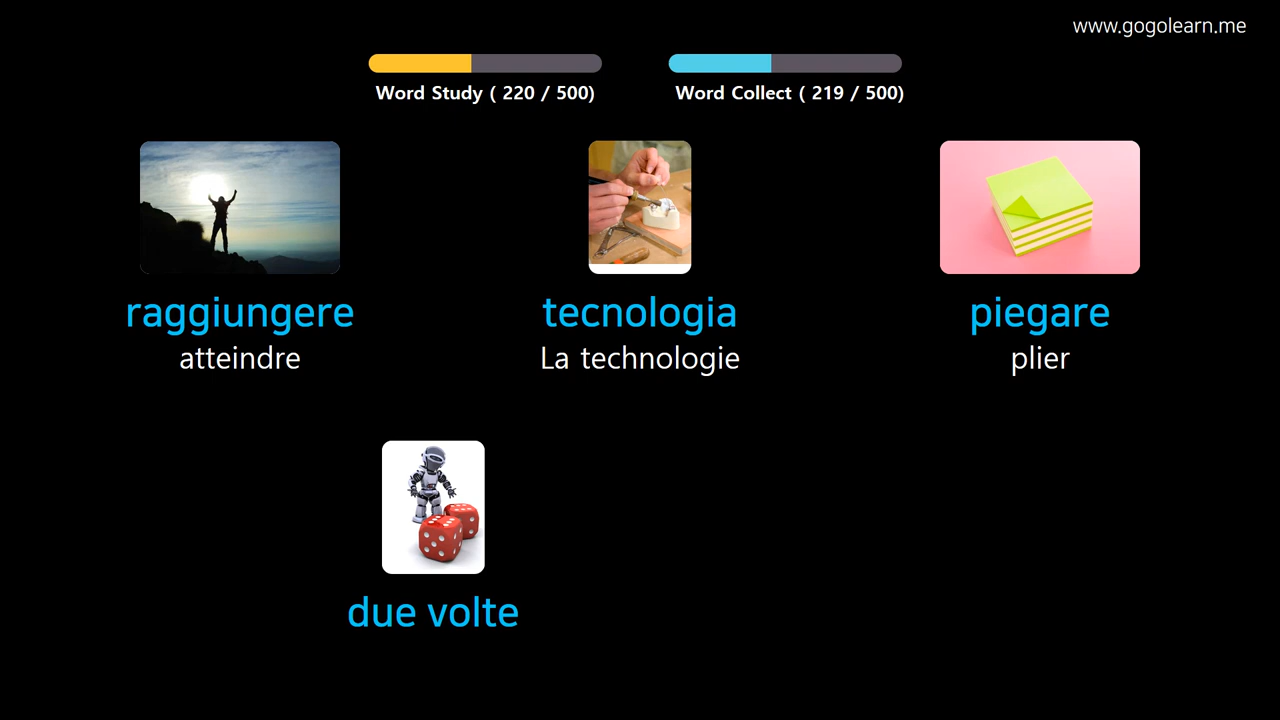 www.gogolearn.me
Word Study ( 220 / 500)
Word Collect ( 219 / 500)
raggiungere
atteindre
tecnologia
La technologie
piegare
plier
due volte